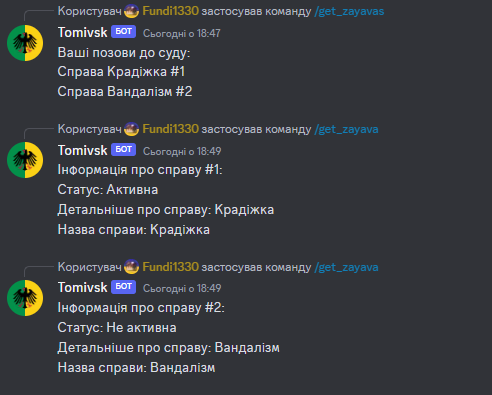 Користувач Fundi1330 застосував команду /get_zayavas
Tomivsk БОТ Сьогодні о 18:47
Ваші позови до суду:
Справа Крадіжка #1
Справа Вандалізм #2
Користувач Fundi1330 застосував команду /get_zayava
Tomivsk БОТ Сьогодні о 18:49
Інформація про справу #1:
Статус: Активна
Детальніше про справу: Крадіжка
Назва справи: Крадіжка
Користувач Fundi1330 застосував команду /get_zayava
Tomivsk БОТ Сьогодні о 18:49
Інформація про справу #2:
Статус: Не активна
Детальніше про справу: Вандалізм
Назва справи: Вандалізм